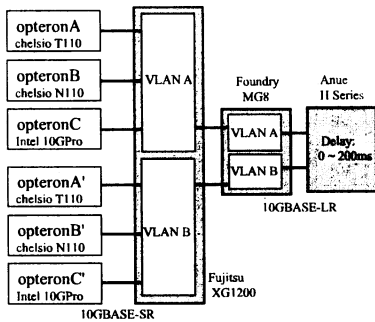 opteronA
chelsio T110
opteronB
chelsio N110
opteronC
Intel 10GPro
opteronA'
chelsio T110
opteronB'
chelsio N110
opteronC'
Intel 10GPro
VLAN A
VLAN B
10GBASE-SR
Fujitsu
XG1200
Foundry
MG8
VLAN A
VLAN B
10GBASE-LR
Anue
H Series
Delay:
0 ~ 200ms